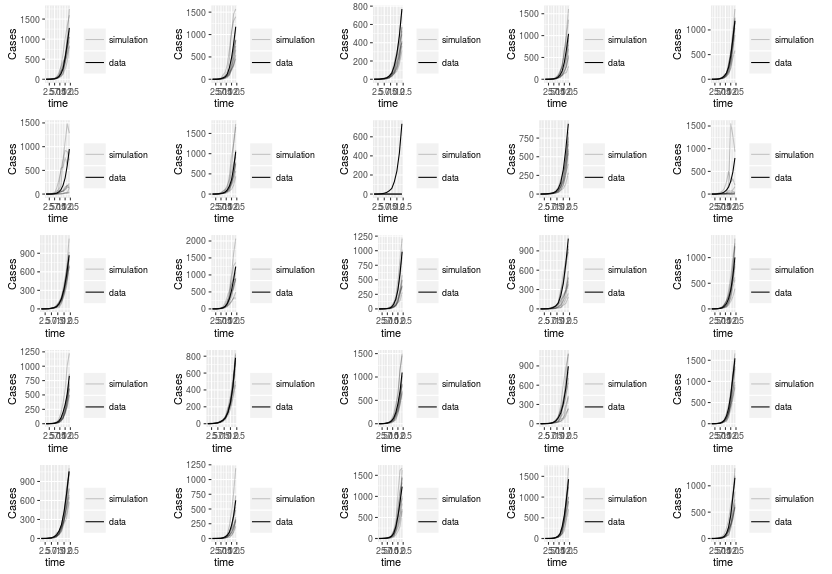 Cases
1500
1000
500
0
time
simulation
data
Cases
1500
1000
500
0
time
simulation
data
Cases
800
600
400
200
0
time
simulation
data
Cases
1500
1000
500
0
time
simulation
data
Cases
1000
500
0
time
simulation
data
Cases
1500
1000
500
0
time
simulation
data
Cases
1500
1000
500
0
time
simulation
data
Cases
600
400
200
0
time
simulation
data
Cases
750
500
250
0
time
simulation
data
Cases
1500
1000
500
0
time
simulation
data
Cases
900
600
300
0
time
simulation
data
Cases
2000
1500
1000
500
0
time
simulation
data
Cases
1250
1000
750
500
250
0
time
simulation
data
Cases
900
600
300
0
time
simulation
data
Cases
1000
500
0
time
simulation
data
Cases
1250
1000
750
500
250
0
time
simulation
data
Cases
800
600
400
200
0
time
simulation
data
Cases
1500
1000
500
0
time
simulation
data
Cases
900
600
300
0
time
simulation
data
Cases
1500
1000
500
0
time
simulation
data
Cases
900
600
300
0
time
simulation
data
Cases
1250
1000
750
500
250
0
time
simulation
data
Cases
1500
1000
500
0
time
simulation
data
Cases
1500
1000
500
0
time
simulation
data
Cases
1000
500
0
time
simulation
data